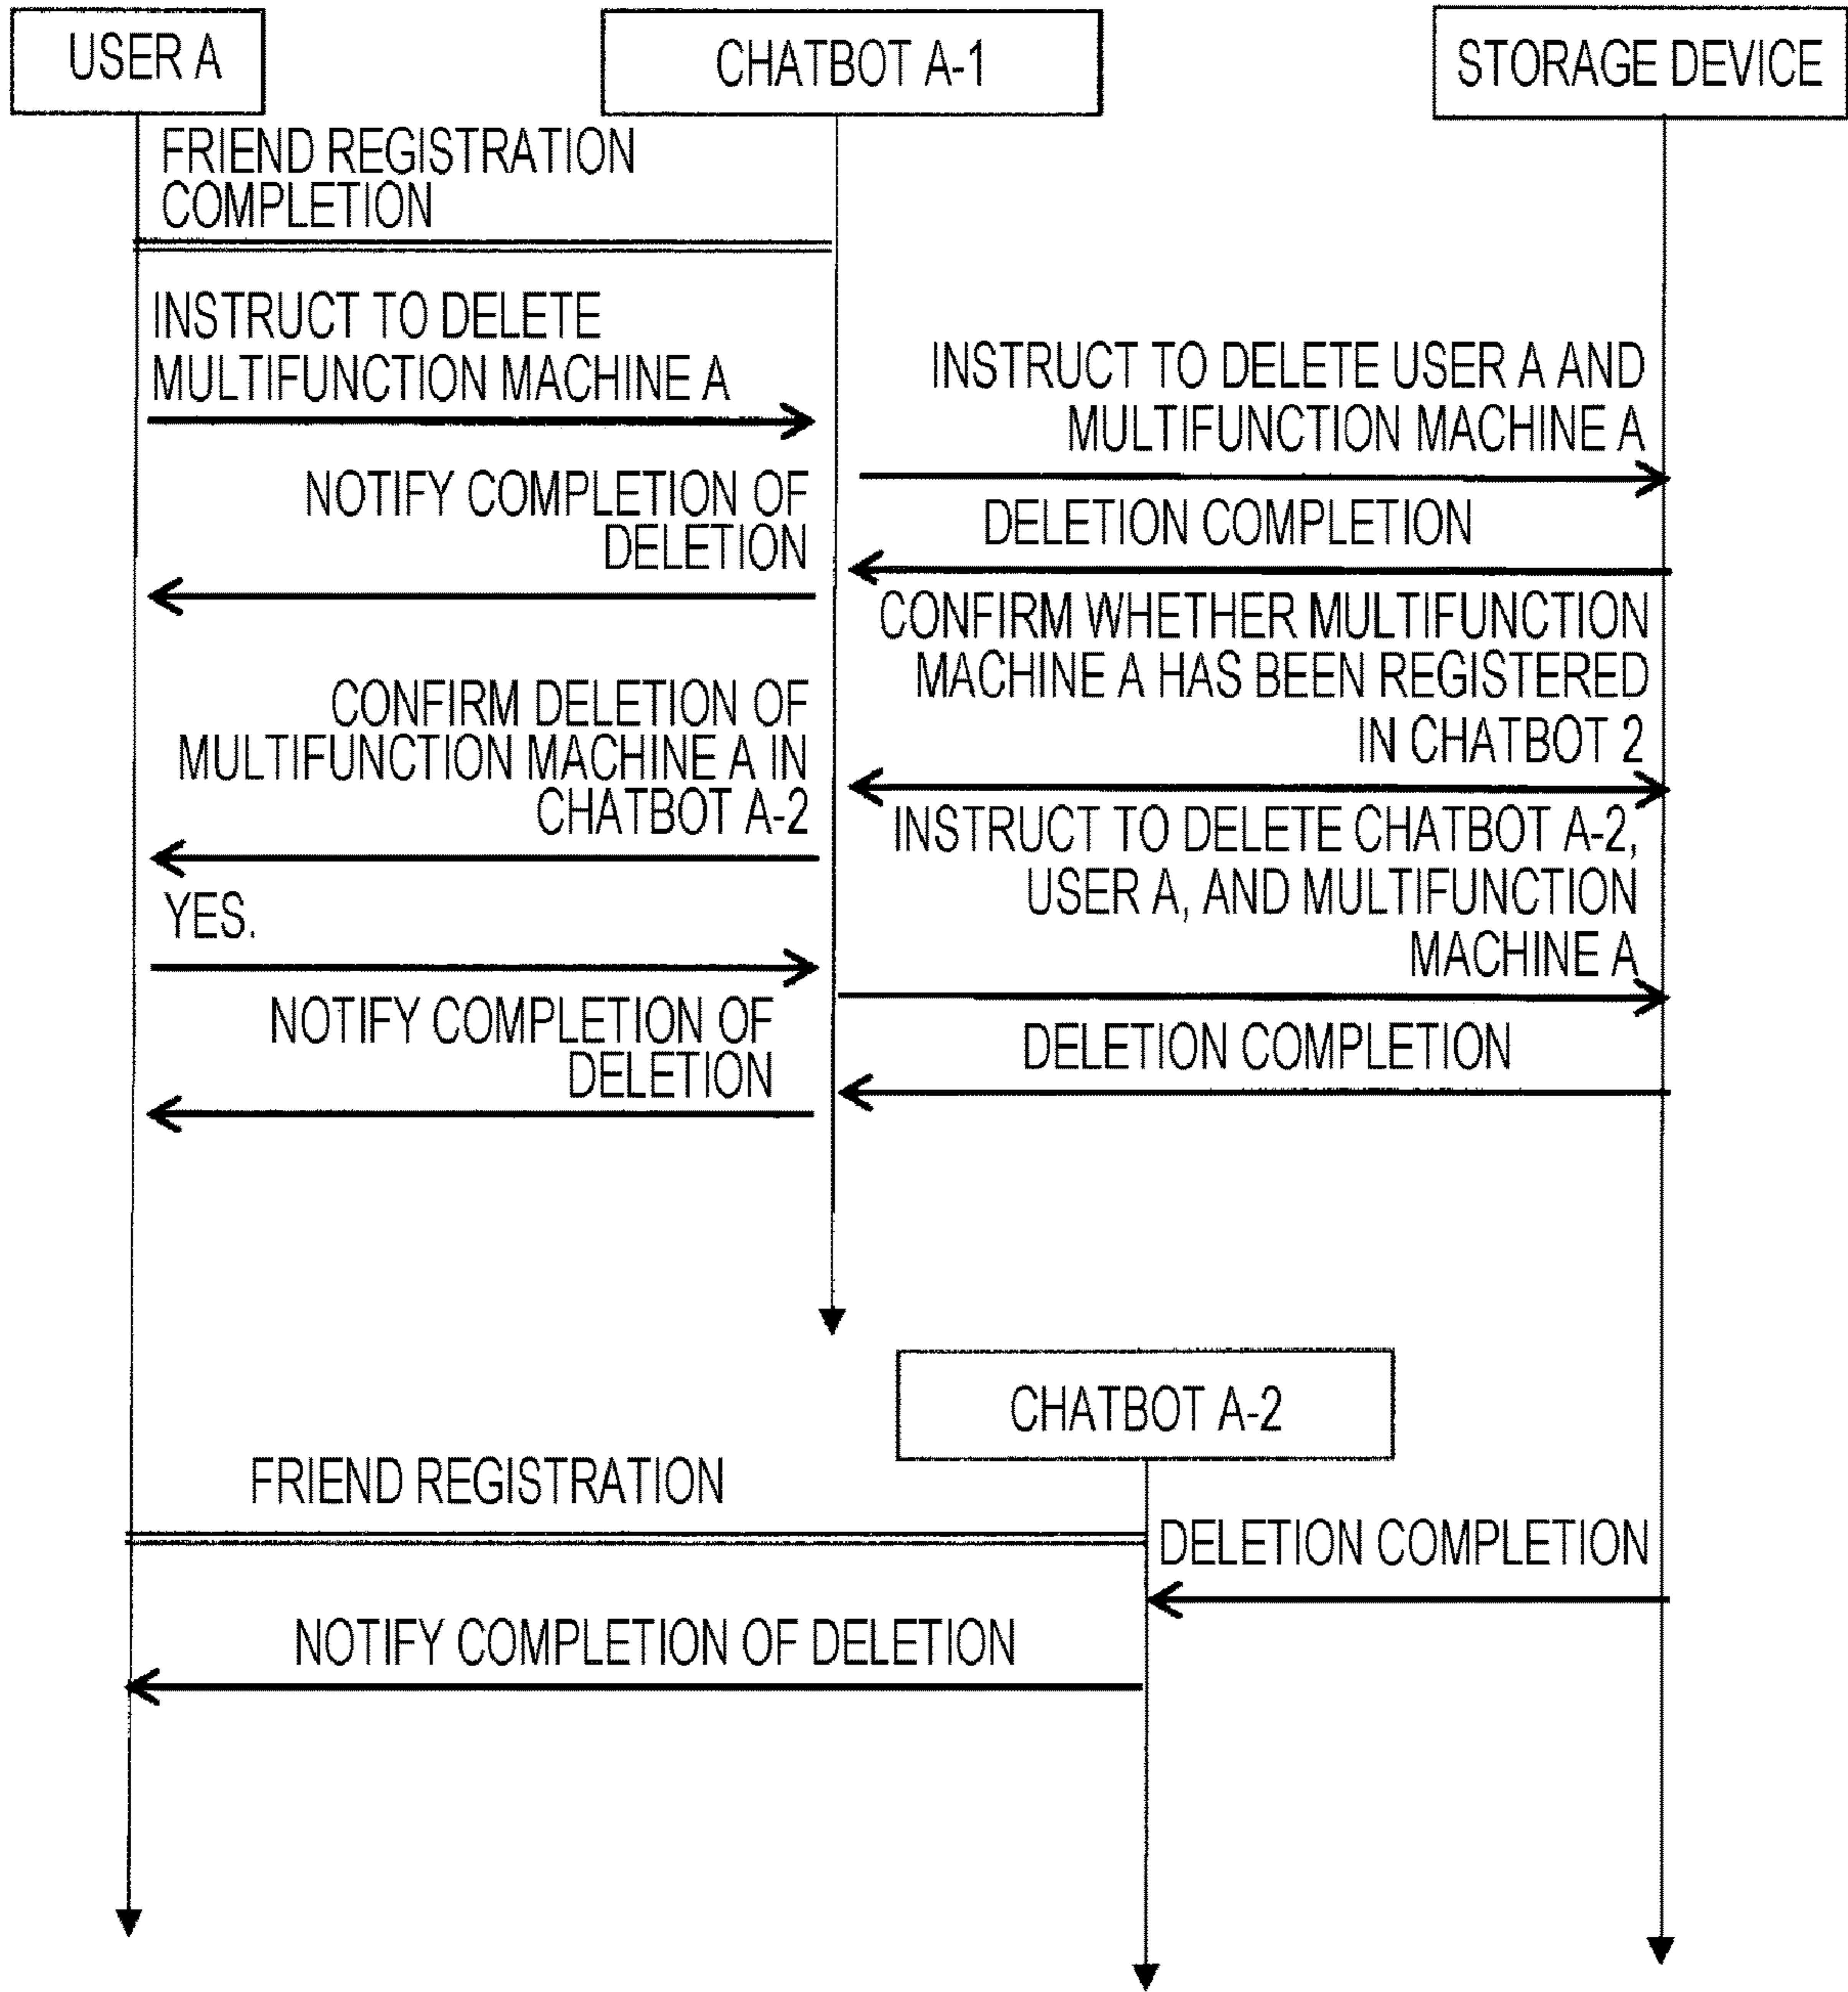 USER A
CHATBOT A-1
STORAGE DEVICE
FRIEND REGISTRATION
COMPLETION
INSTRUCT TO DELETE
MULTIFUNCTION MACHINE A
INSTRUCT TO DELETE USER A AND
MULTIFUNCTION MACHINE A
NOTIFY COMPLETION OF
DELETION
DELETION COMPLETION
CONFIRM WHETHER MULTIFUNCTION
MACHINE A HAS BEEN REGISTERED
IN CHATBOT 2
CONFIRM DELETION OF
MULTIFUNCTION MACHINE A IN
CHATBOT A-2
INSTRUCT TO DELETE CHATBOT A-2,
USER A, AND MULTIFUNCTION
MACHINE A
YES.
NOTIFY COMPLETION OF
DELETION
DELETION COMPLETION
CHATBOT A-2
FRIEND REGISTRATION
DELETION COMPLETION
NOTIFY COMPLETION OF DELETION